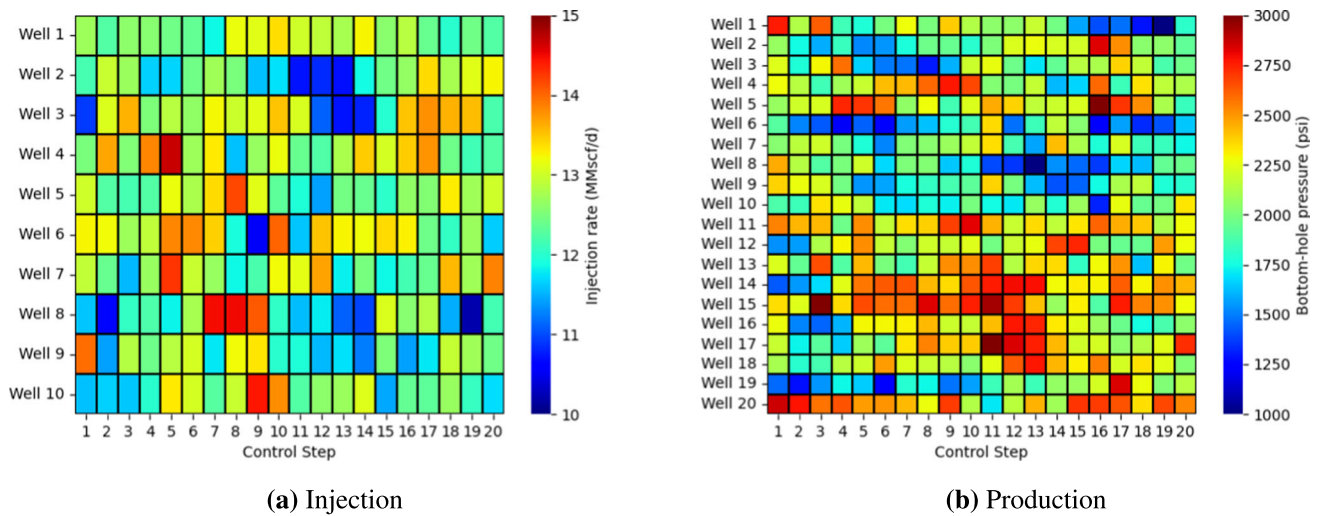 Well 1
Well 2
Well 3
Well 4
Well 5
Well 6
Well 7
Well 8
Well 9
Well 10
1 2 3 4 5 6 7 8 9 10 11 12 13 14 15 16 17 18 19 20
Control Step
15
14
13
12
11
10
Injection rate (MMscf/d)
(a) Injection
Well 1
Well 2
Well 3
Well 4
Well 5
Well 6
Well 7
Well 8
Well 9
Well 10
Well 11
Well 12
Well 13
Well 14
Well 15
Well 16
Well 17
Well 18
Well 19
Well 20
1 2 3 4 5 6 7 8 9 10 11 12 13 14 15 16 17 18 19 20
Control Step
3000
2750
2500
2250
2000
1750
1500
1250
1000
Bottom-hole pressure (psi)
(b) Production